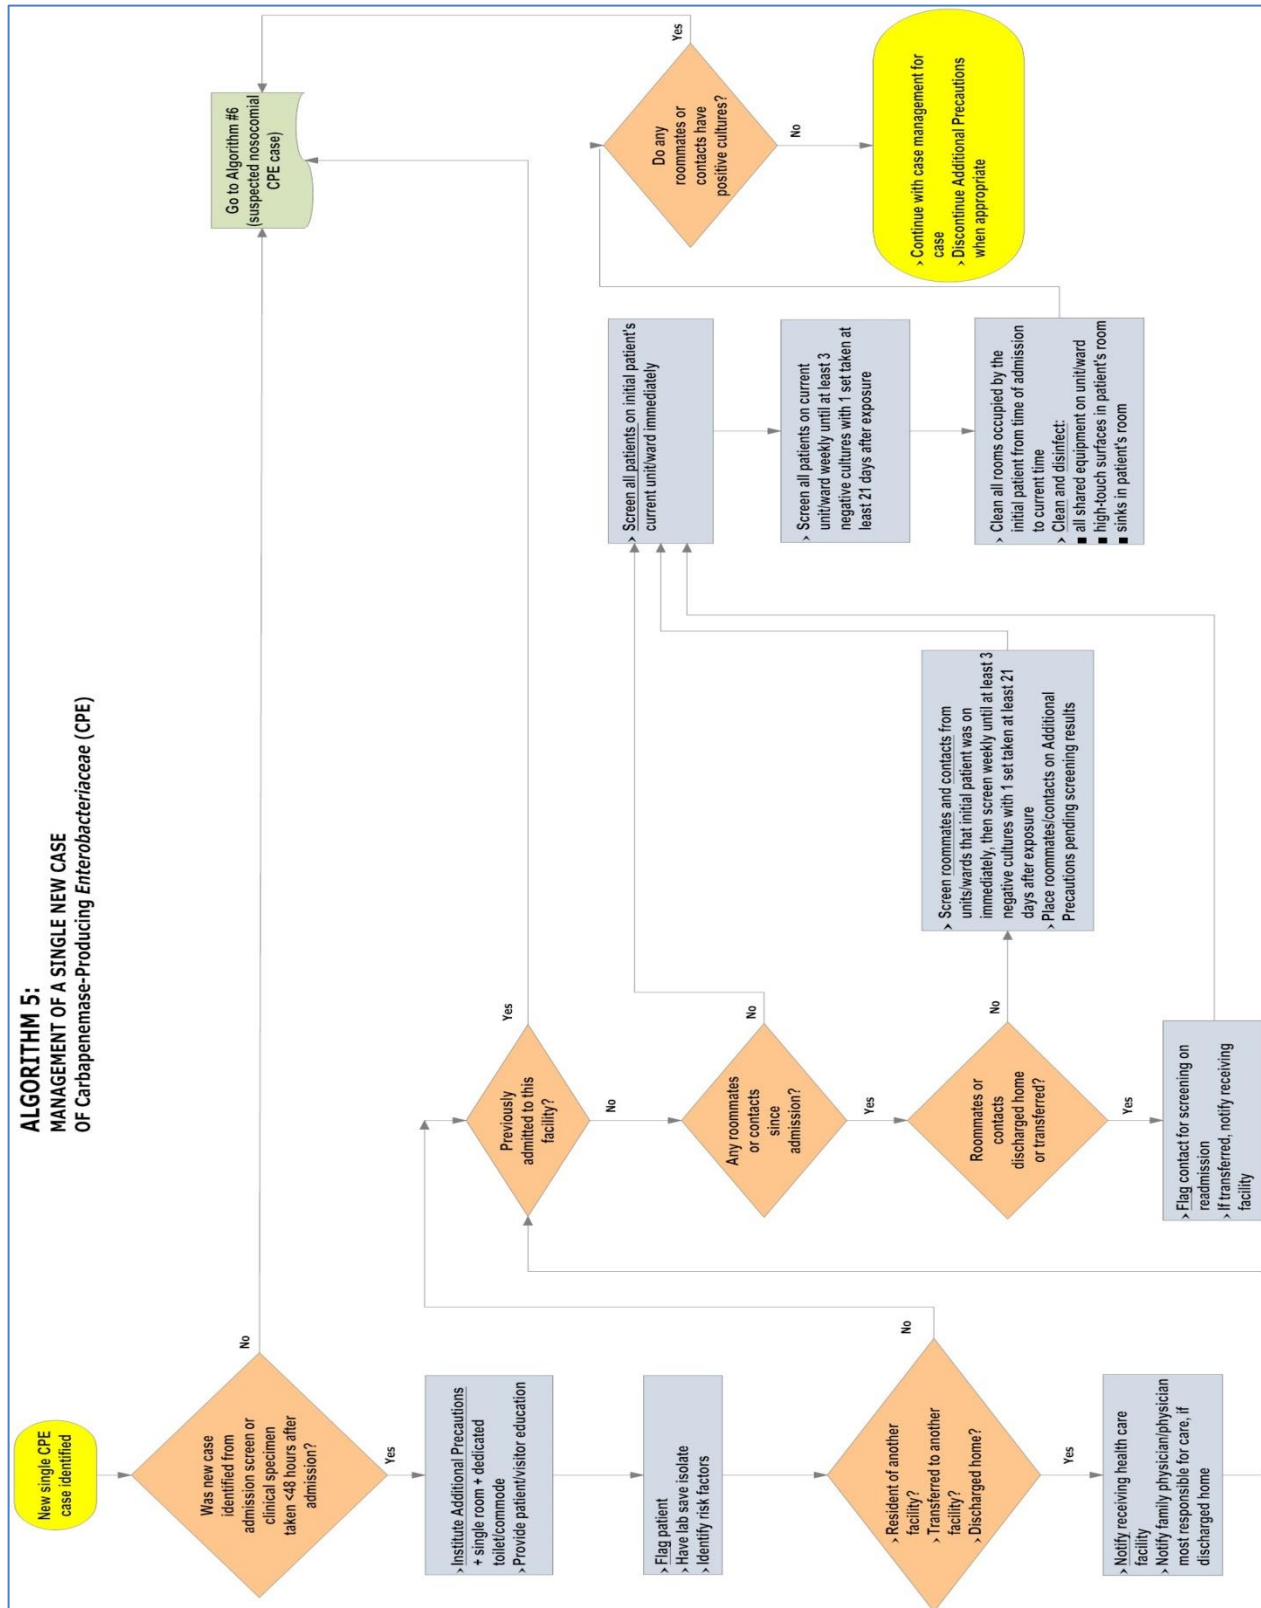 ALGORITHM 5:
MANAGEMENT OF A SINGLE NEW CASE
OF Carbapenemase-Producing Enterobacteriaceae (CPE)
New single CPE
case identified
Was new case
identified from
admission screen or
clinical specimen
taken <48 hours after
admission?
No
Yes
› Institute Additional Precautions
+ single room + dedicated
toilet/commode
› Provide patient/visitor education
› Flag patient
› Have lab save isolate
› Identify risk factors
› Resident of another
facility?
› Transferred to another
facility?
› Discharged home?
No
Yes
› Notify receiving health care
facility
› Notify family physician/physician
most responsible for care, if
discharged home
Previously
admitted to this
facility?
Yes
No
Any roommates
or contacts
since
admission?
No
Yes
Roommates or
contacts
discharged home
or transferred?
No
Yes
› Flag contact for screening on
readmission
› If transferred, notify receiving
facility
› Screen roommates and contacts from
units/wards that initial patient was on
immediately, then screen weekly until at least 3
negative cultures with 1 set taken at least 21
days after exposure
› Place roommates/contacts on Additional
Precautions pending screening results
› Screen all patients on initial patient's
current unit/ward immediately
› Screen all patients on current
unit/ward weekly until at least 3
negative cultures with 1 set taken at
least 21 days after exposure
› Clean all rooms occupied by the
initial patient from time of admission
to current time
› Clean and disinfect:
■ all shared equipment on unit/ward
■ high-touch surfaces in patient's room
■ sinks in patient's room
Go to Algorithm #6
(suspected nosocomial
CPE case)
Do any
roommates or
contacts have
positive cultures?
Yes
No
› Continue with case management for
case
› Discontinue Additional Precautions
when appropriate